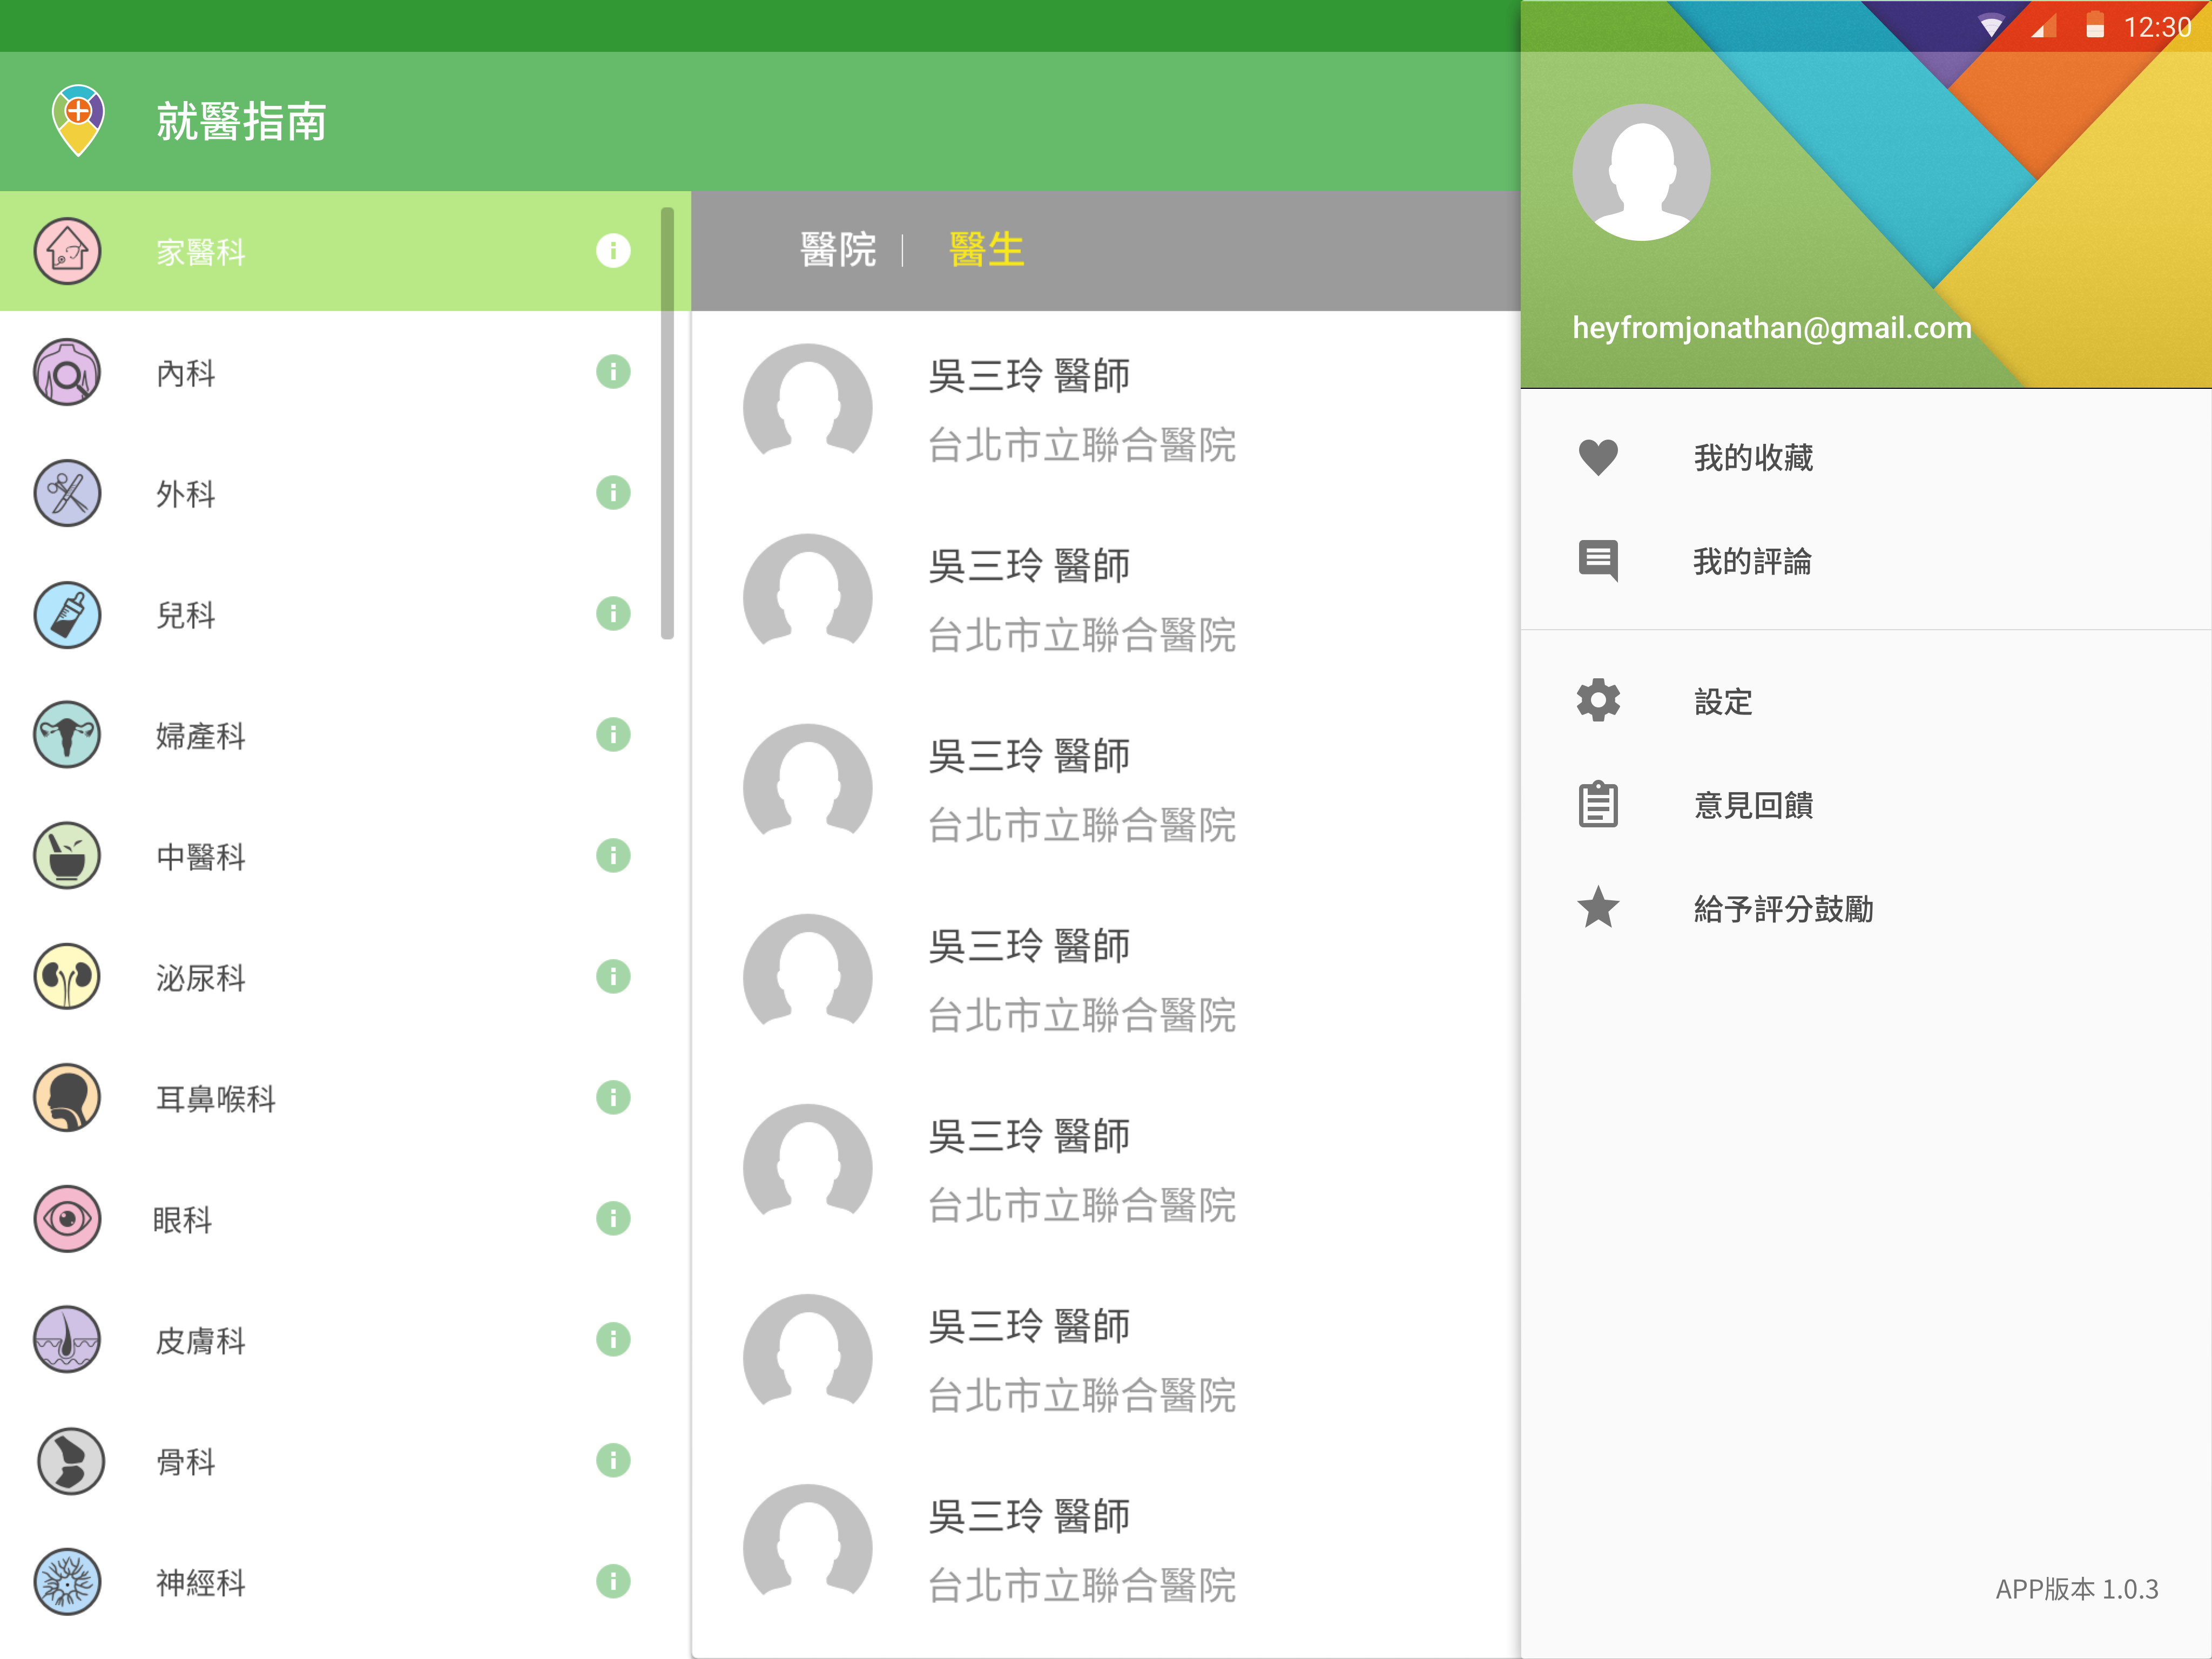 就醫指南
家醫科
內科
外科
兒科
婦產科
中醫科
泌尿科
耳鼻喉科
眼科
皮膚科
骨科
神經科
醫院
醫生
吳三玲 醫師
台北市立聯合醫院
吳三玲 醫師
台北市立聯合醫院
吳三玲 醫師
台北市立聯合醫院
吳三玲 醫師
台北市立聯合醫院
吳三玲 醫師
台北市立聯合醫院
吳三玲 醫師
台北市立聯合醫院
吳三玲 醫師
台北市立聯合醫院
12:30
heyfromjonathan@gmail.com
我的收藏
我的評論
設定
意見回饋
給予評分鼓勵
APP版本 1.0.3